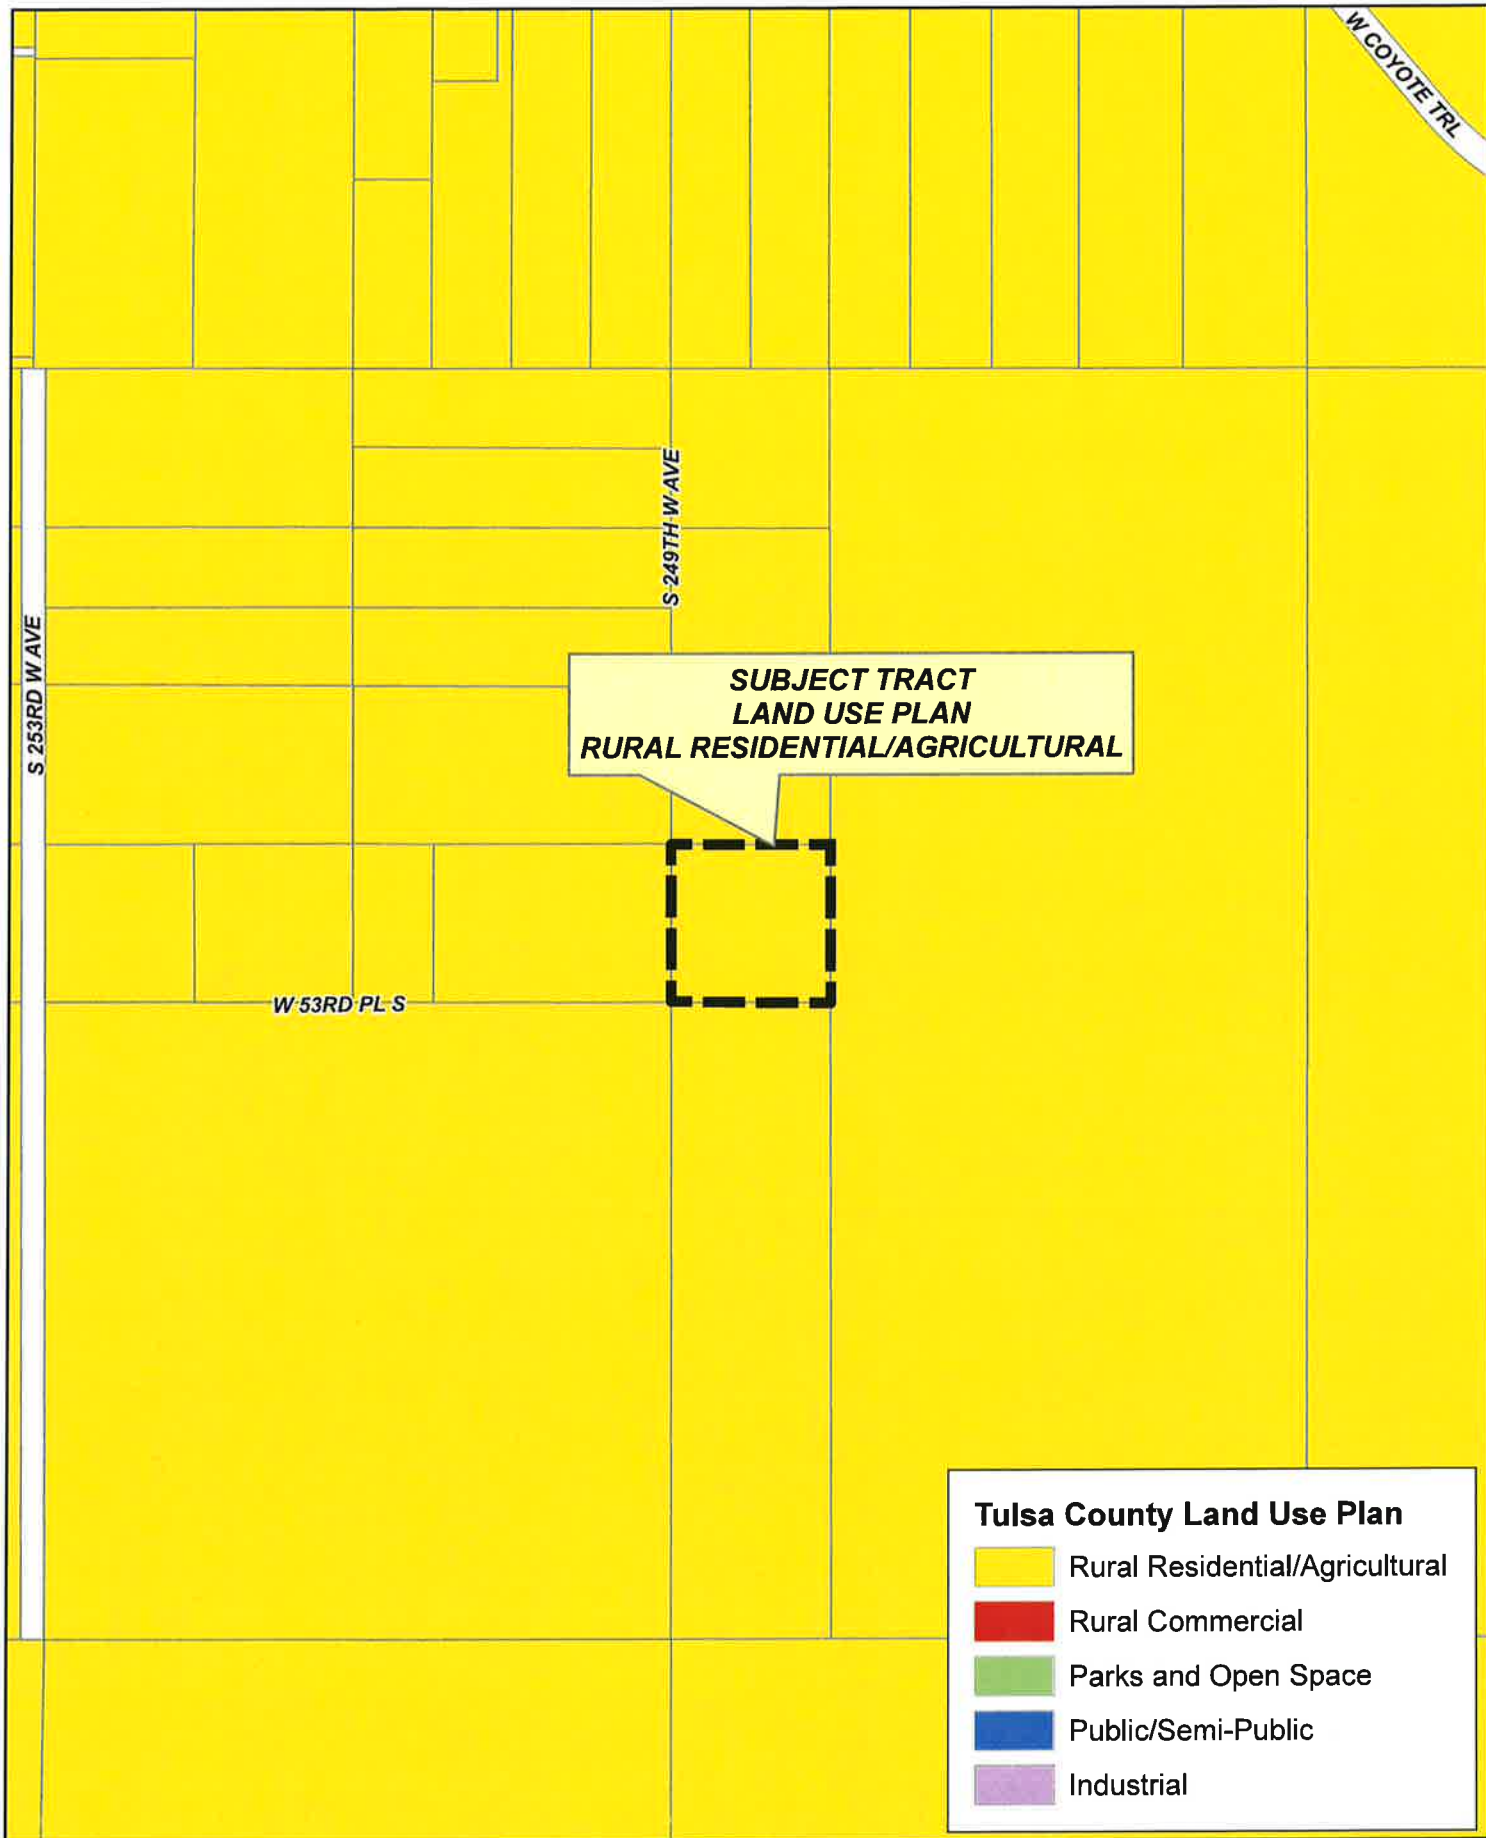 W COYOTE TRL
S 249TH W AVE
S 253RD W AVE
SUBJECT TRACT
LAND USE PLAN
RURAL RESIDENTIAL/AGRICULTURAL
W 53RD PL S
Tulsa County Land Use Plan
Rural Residential/Agricultural
Rural Commercial
Parks and Open Space
Public/Semi-Public
Industrial